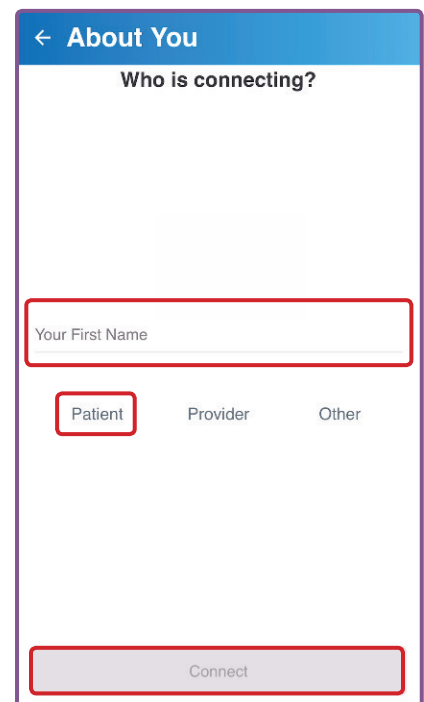 ← About You
Who is connecting?
Your First Name
Patient Provider Other
Connect